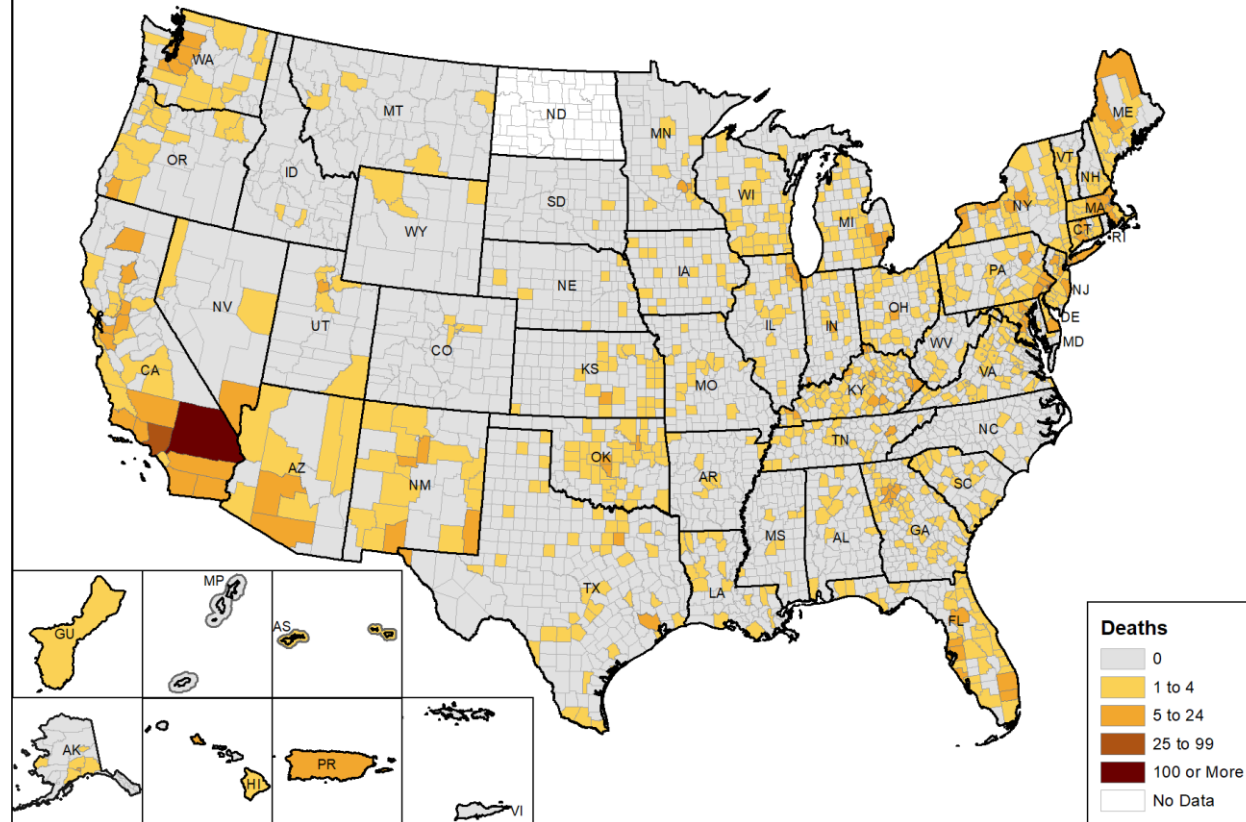 WA
MT
ND
MN
ME
OR
ID
SD
WI
VT
NH
WY
MI
NY
MA
CT
RI
IA
PA
NE
NV
NJ
OH
UT
IL
IN
DE
CO
WV
MD
CA
KS
MO
VA
KY
TN
NC
AZ
OK
NM
AR
SC
MS
AL
GA
TX
LA
FL
MP
GU
AS
AK
HI
PR
VI
Deaths
0
1 to 4
5 to 24
25 to 99
100 or More
No Data